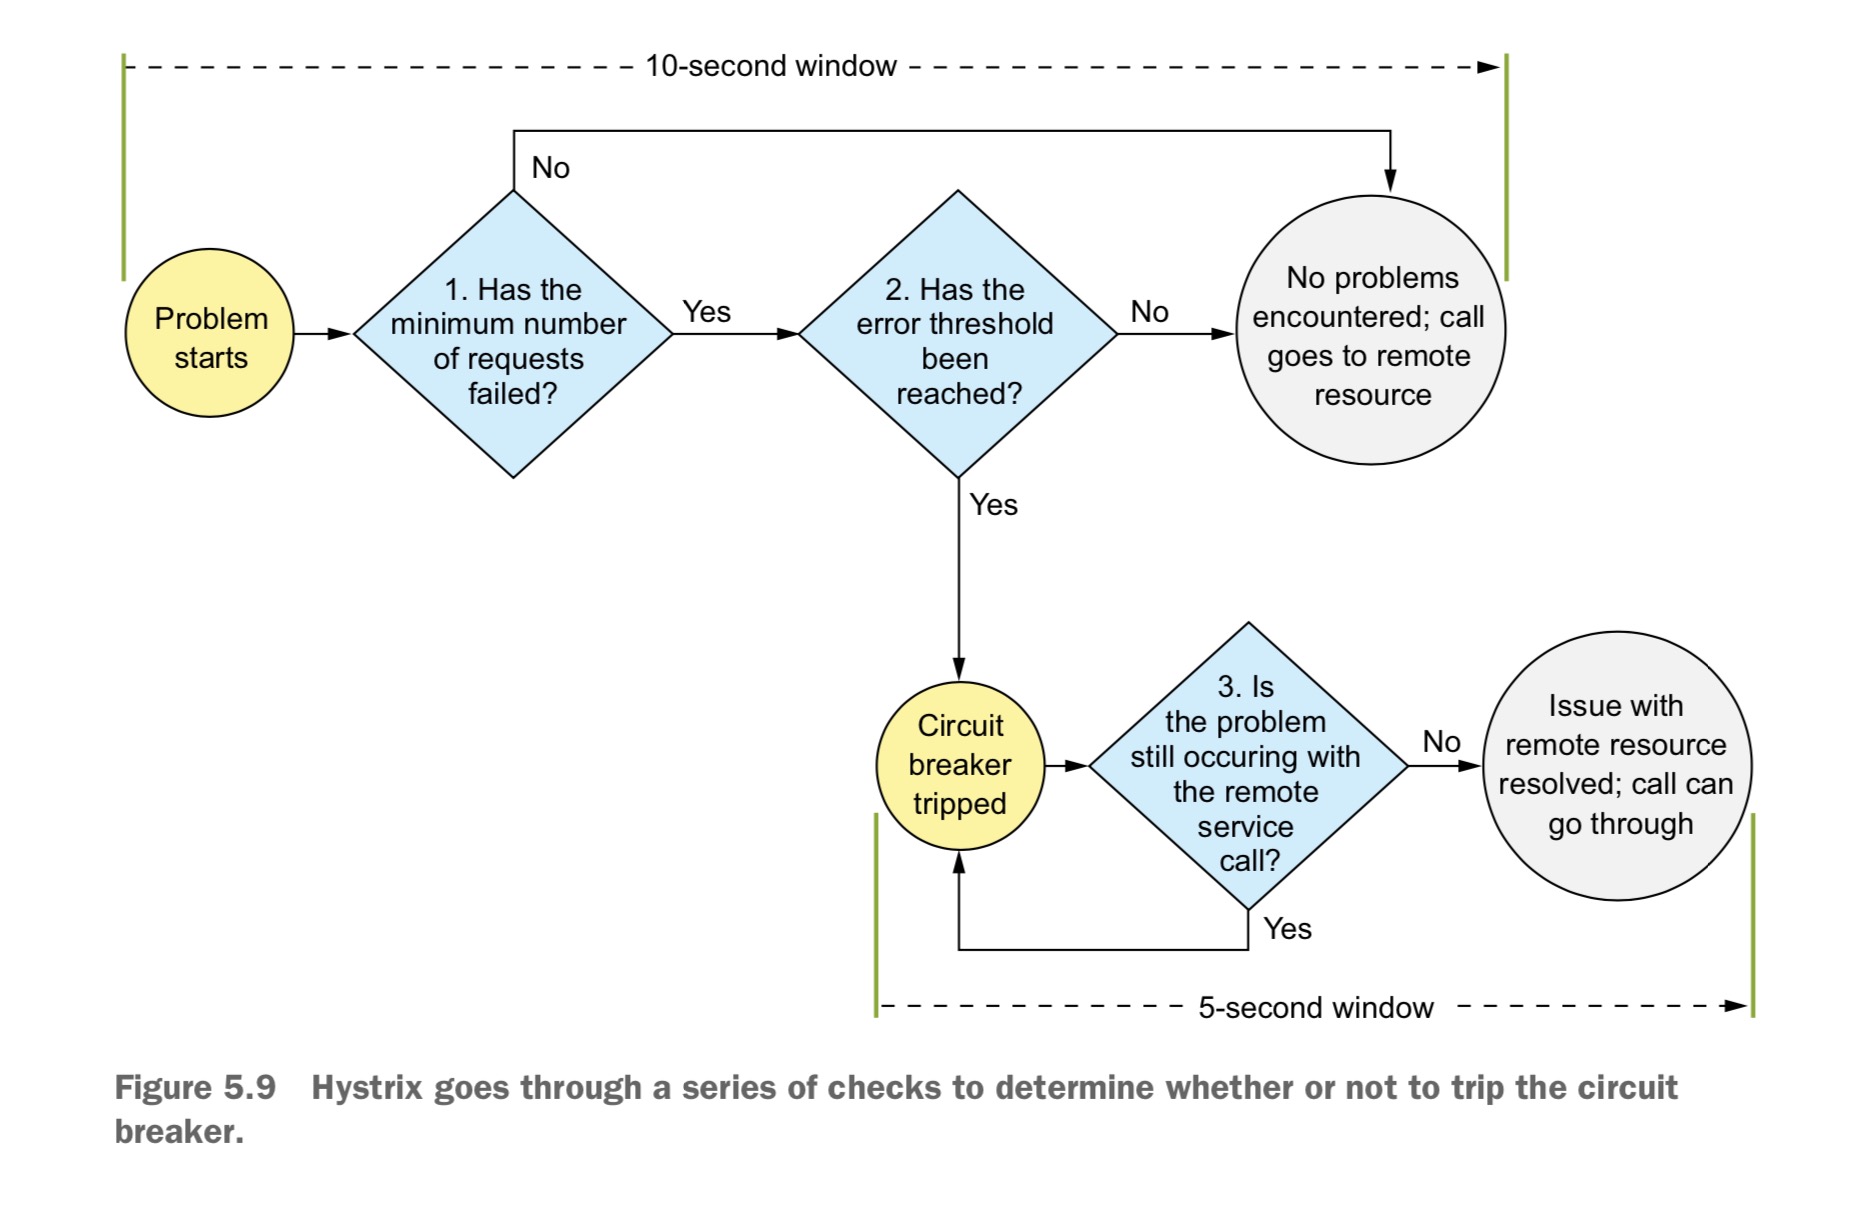 10-second window
No
Problem
starts
1. Has the
minimum number
of requests
failed?
Yes
2. Has the
error threshold
been
reached?
No
No problems
encountered; call
goes to remote
resource
Yes
Circuit
breaker
tripped
3. Is
the problem
still occuring with
the remote
service
call?
No
Issue with
remote resource
resolved; call can
go through
Yes
5-second window
Figure 5.9 Hystrix goes through a series of checks to determine whether or not to trip the circuit
breaker.